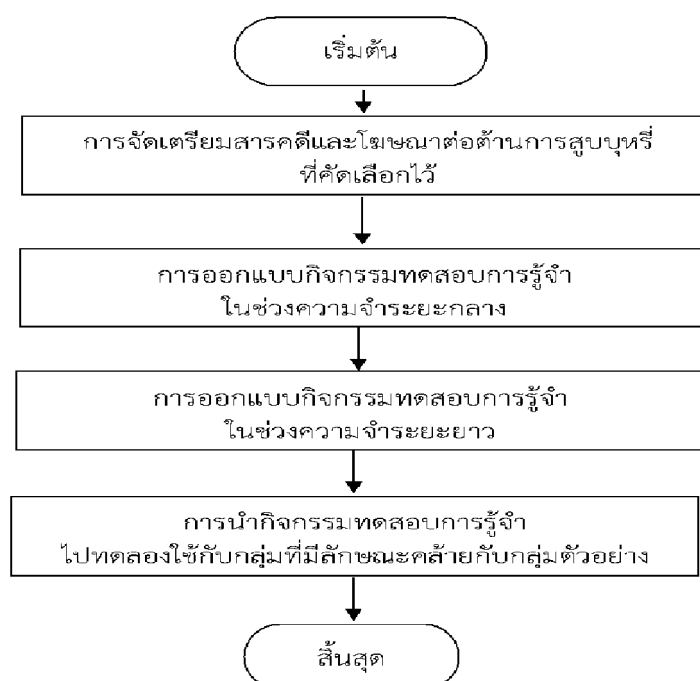 เริ่มต้น
การจัดเตรียมสารคดีและโฆษณาต่อต้านการสูบบุหรี่
ที่คัดเลือกไว้
การออกแบบกิจกรรมทดสอบการรู้จำ
ในช่วงความจำระยะกลาง
การออกแบบกิจกรรมทดสอบการรู้จำ
ในช่วงความจำระยะยาว
การนำกิจกรรมทดสอบการรู้จำ
ไปทดลองใช้กับกลุ่มที่มีลักษณะคล้ายกับกลุ่มตัวอย่าง
สิ้นสุด